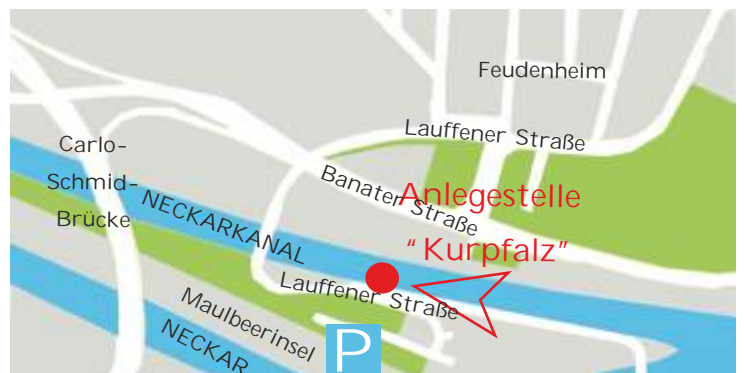 Feudenheim
Lauffener Straße
Carlo-
Schmid-
Brücke
Banater Straße
Anlegestelle
“Kurpfalz”
NECKARKANAL
Lauffener Straße
Maulbeerinsel
NECKAR
P